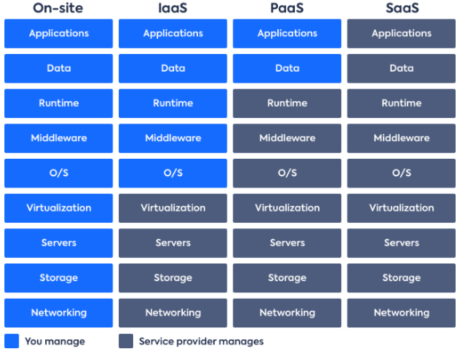 On-site IaaS PaaS SaaS
Applications Applications Applications Applications
Data Data Data Data
Runtime Runtime Runtime Runtime
Middleware Middleware Middleware Middleware
O/S O/S O/S O/S
Virtualization Virtualization Virtualization Virtualization
Servers Servers Servers Servers
Storage Storage Storage Storage
Networking Networking Networking Networking
You manage Service provider manages